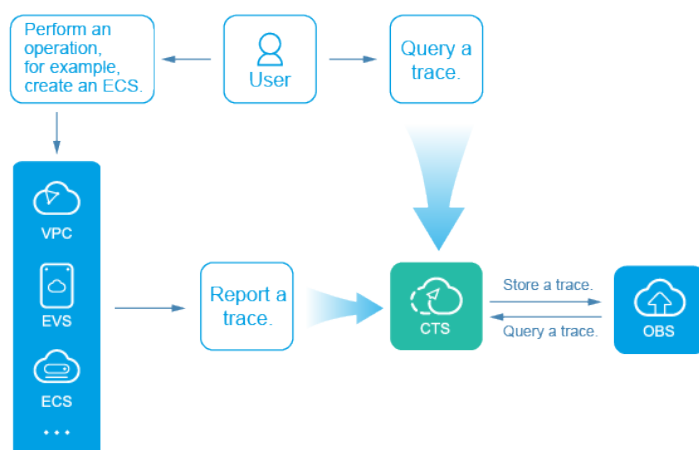 Perform an
operation,
for example,
create an ECS.
User
Query a
trace.
VPC
EVS
ECS
...
Report a
trace.
CTS
Store a trace.
Query a trace.
OBS